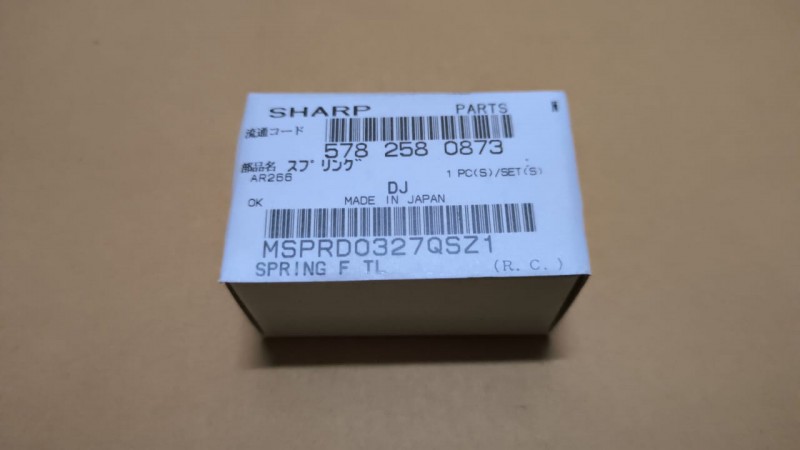 SHARP PARTS
流通コード
578 258 0873
部品名 スプリング
AR266 1 PC(S)/SET(S)
DJ
OK MADE IN JAPAN
MSPRD0327QSZ1
SPRING F TL (R.C.)